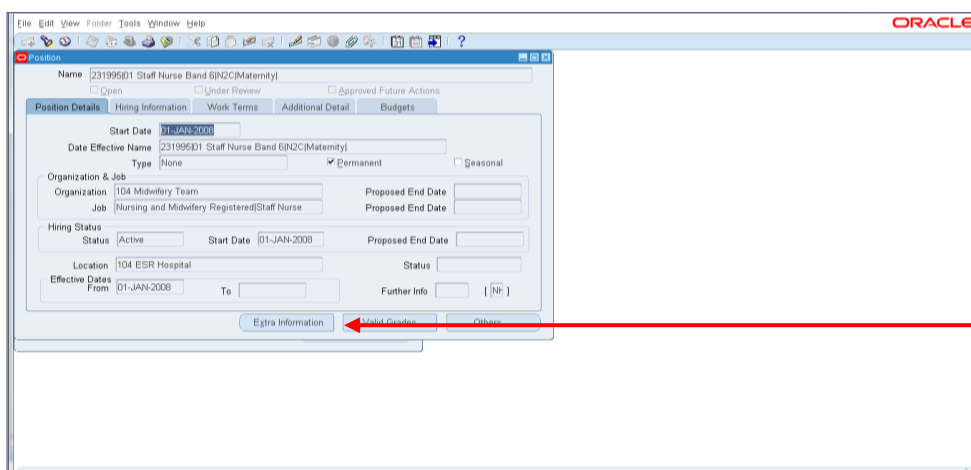 File Edit View Folder Tools Window Help
ORACLE
Position
Name 231995|01 Staff Nurse Band 6|N2C|Maternity|
Open Under Review Approved Future Actions
Position Details Hiring Information Work Terms Additional Detail Budgets
Start Date 01-JAN-2008
Date Effective Name 231995|01 Staff Nurse Band 6|N2C|Maternity|
Type None Permanent Seasonal
Organization & Job
Organization 104 Midwifery Team Proposed End Date
Job Nursing and Midwifery Registered|Staff Nurse Proposed End Date
Hiring Status
Status Active Start Date 01-JAN-2008 Proposed End Date
Location 104 ESR Hospital Status
Effective Dates
From 01-JAN-2008 To Further Info [ NH ]
Extra Information Valid Grades Others